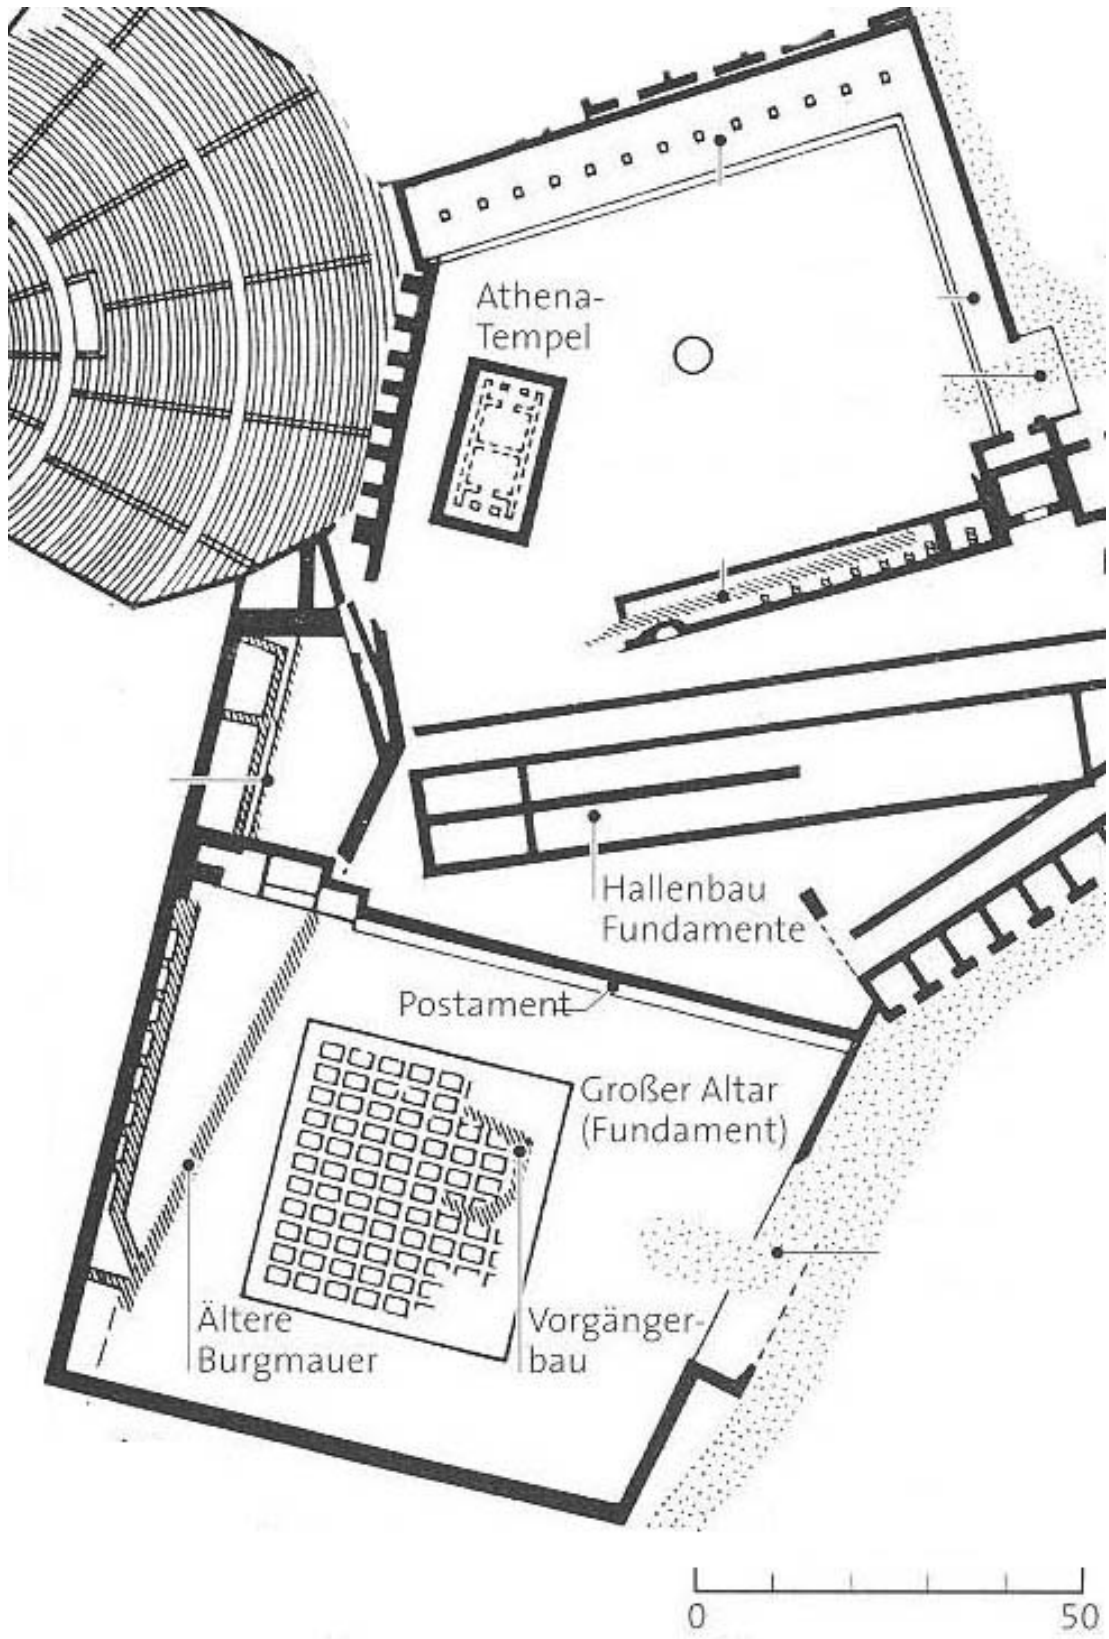 Athena-
Tempel
Hallenbau
Fundamente
Postament
Großer Altar
(Fundament)
Ältere
Burgmauer
Vorgänger-
bau
0 50